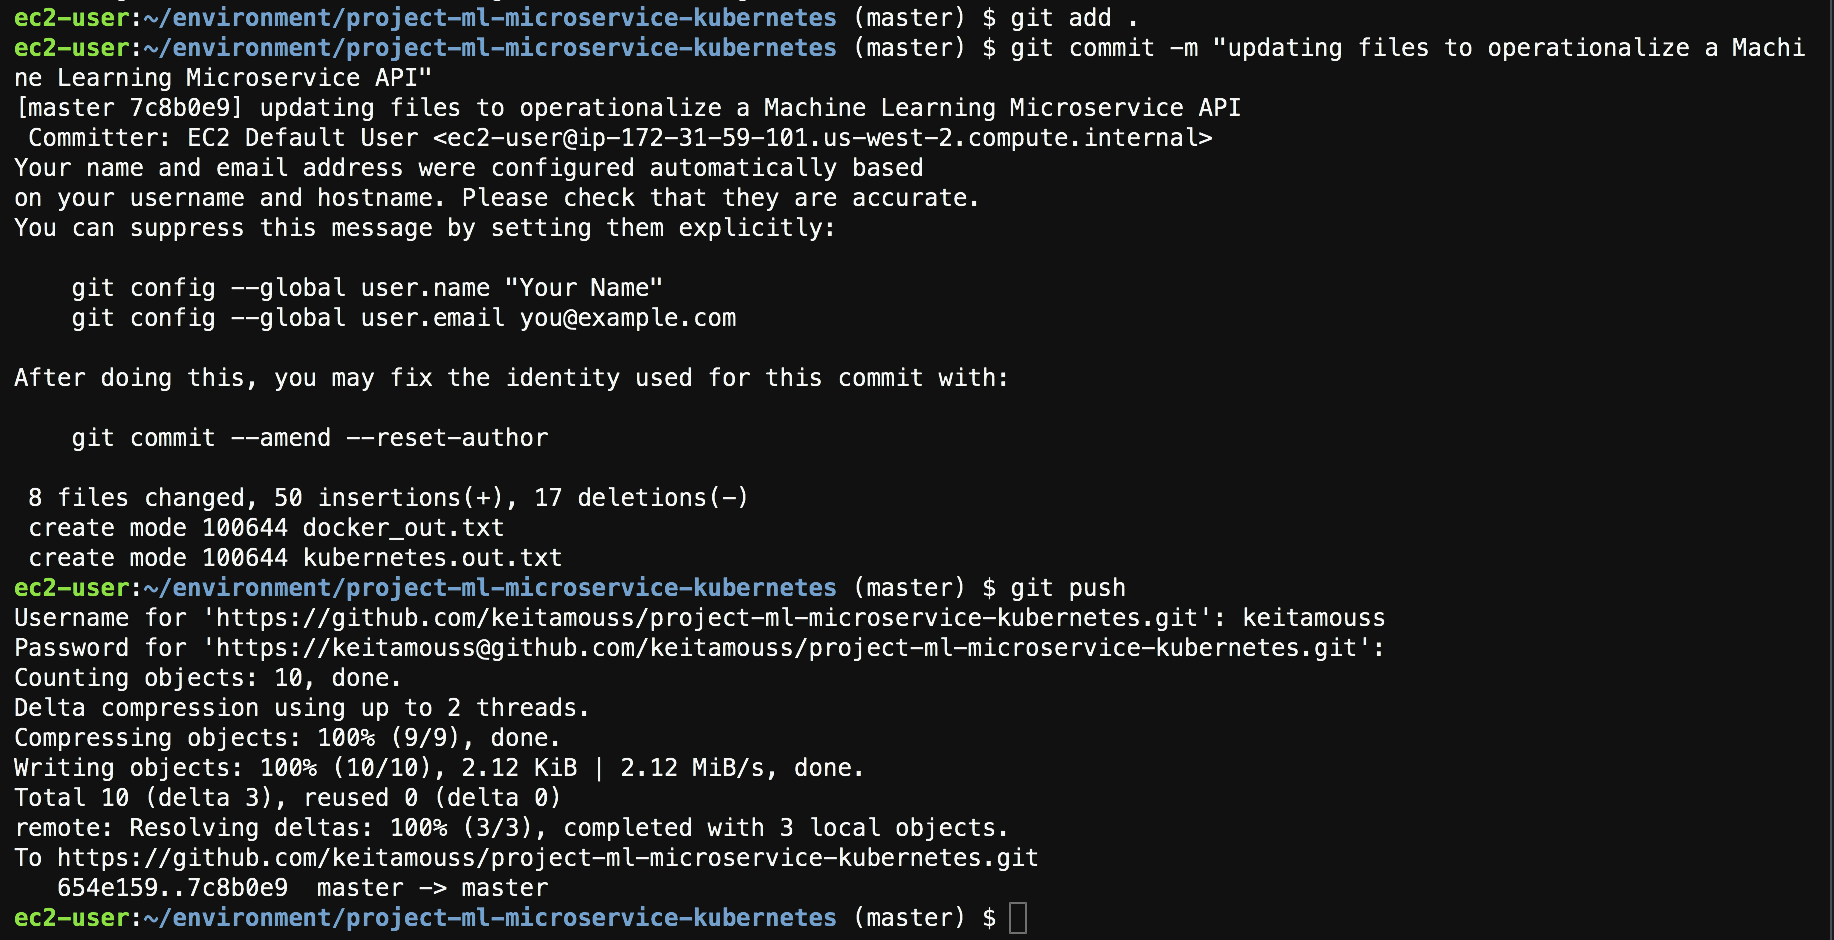 ec2-user:~/environment/project-ml-microservice-kubernetes (master) $ git add .
ec2-user:~/environment/project-ml-microservice-kubernetes (master) $ git commit -m "updating files to operationalize a Machi
ne Learning Microservice API"
[master 7c8b0e9] updating files to operationalize a Machine Learning Microservice API
 Committer: EC2 Default User <ec2-user@ip-172-31-59-101.us-west-2.compute.internal>
Your name and email address were configured automatically based
on your username and hostname. Please check that they are accurate.
You can suppress this message by setting them explicitly:

    git config --global user.name "Your Name"
    git config --global user.email you@example.com

After doing this, you may fix the identity used for this commit with:

    git commit --amend --reset-author

 8 files changed, 50 insertions(+), 17 deletions(-)
 create mode 100644 docker_out.txt
 create mode 100644 kubernetes.out.txt
ec2-user:~/environment/project-ml-microservice-kubernetes (master) $ git push
Username for 'https://github.com/keitamouss/project-ml-microservice-kubernetes.git': keitamouss
Password for 'https://keitamouss@github.com/keitamouss/project-ml-microservice-kubernetes.git':
Counting objects: 10, done.
Delta compression using up to 2 threads.
Compressing objects: 100% (9/9), done.
Writing objects: 100% (10/10), 2.12 KiB | 2.12 MiB/s, done.
Total 10 (delta 3), reused 0 (delta 0)
remote: Resolving deltas: 100% (3/3), completed with 3 local objects.
To https://github.com/keitamouss/project-ml-microservice-kubernetes.git
   654e159..7c8b0e9  master -> master
ec2-user:~/environment/project-ml-microservice-kubernetes (master) $